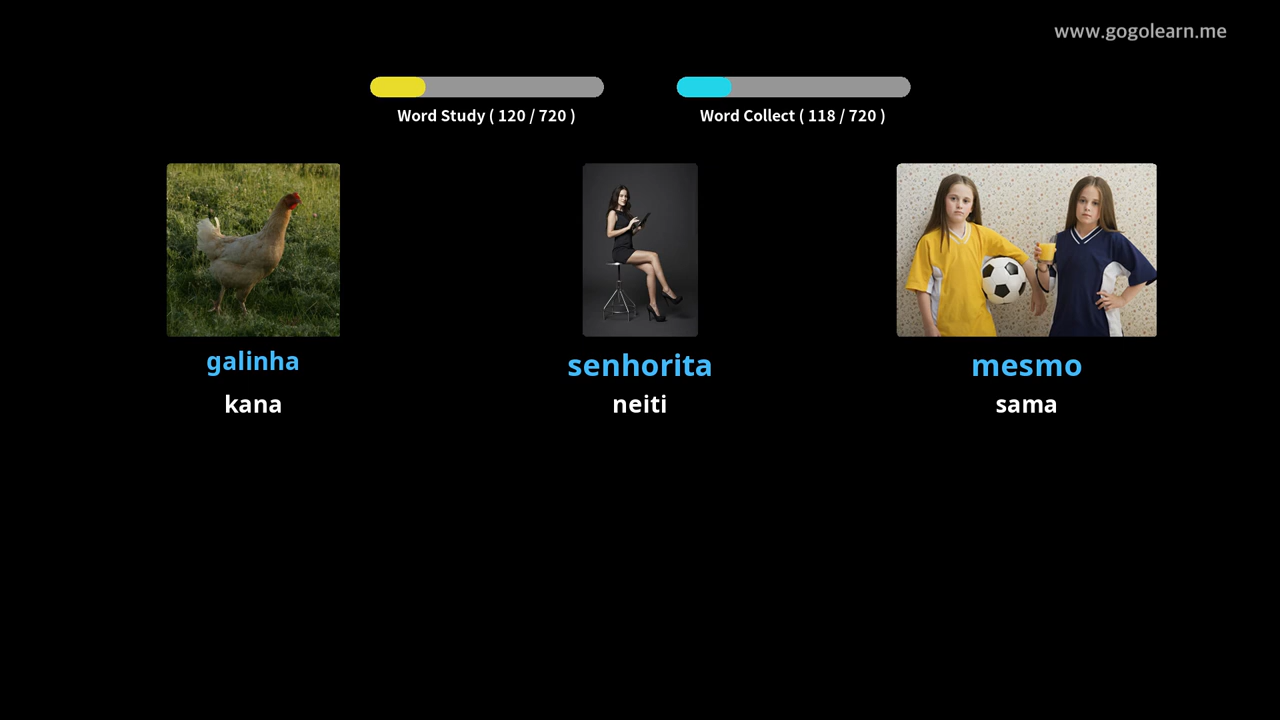 www.gogolearn.me
Word Study ( 120 / 720 )
Word Collect ( 118 / 720 )
galinha
senhorita
mesmo
kana
neiti
sama